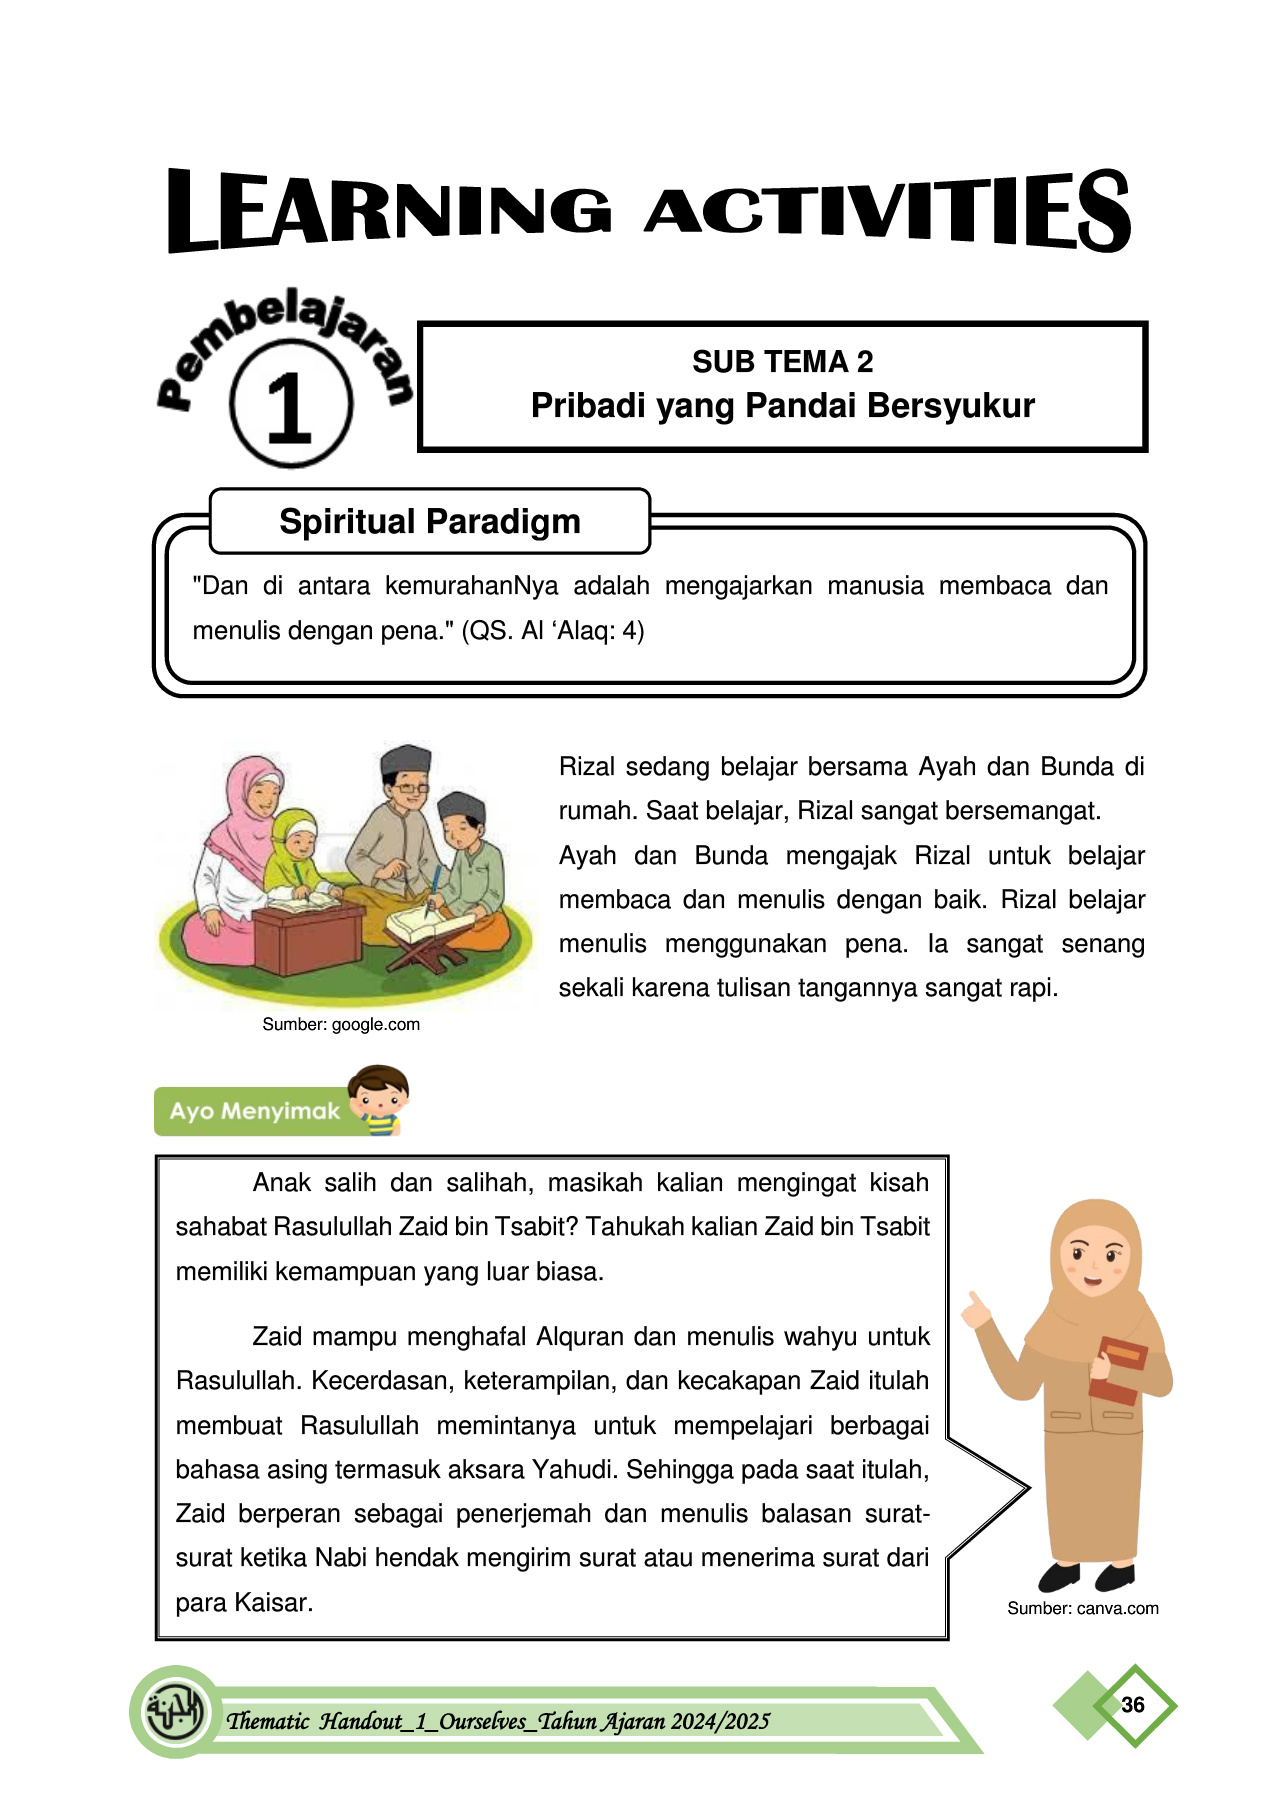 LEARNING ACTIVITIES
Pembelajaran
1
SUB TEMA 2
Pribadi yang Pandai Bersyukur
Spiritual Paradigm
"Dan di antara kemurahanNya adalah mengajarkan manusia membaca dan
menulis dengan pena." (QS. Al ‘Alaq: 4)
Rizal sedang belajar bersama Ayah dan Bunda di
rumah. Saat belajar, Rizal sangat bersemangat.
Ayah dan Bunda mengajak Rizal untuk belajar
membaca dan menulis dengan baik. Rizal belajar
menulis menggunakan pena. Ia sangat senang
sekali karena tulisan tangannya sangat rapi.
Sumber: google.com
Ayo Menyimak
Anak salih dan salihah, masikah kalian mengingat kisah
sahabat Rasulullah Zaid bin Tsabit? Tahukah kalian Zaid bin Tsabit
memiliki kemampuan yang luar biasa.
Zaid mampu menghafal Alquran dan menulis wahyu untuk
Rasulullah. Kecerdasan, keterampilan, dan kecakapan Zaid itulah
membuat Rasulullah memintanya untuk mempelajari berbagai
bahasa asing termasuk aksara Yahudi. Sehingga pada saat itulah,
Zaid berperan sebagai penerjemah dan menulis balasan surat-
surat ketika Nabi hendak mengirim surat atau menerima surat dari
para Kaisar.
Sumber: canva.com
Thematic Handout_1_Ourselves_Tahun Ajaran 2024/2025
36